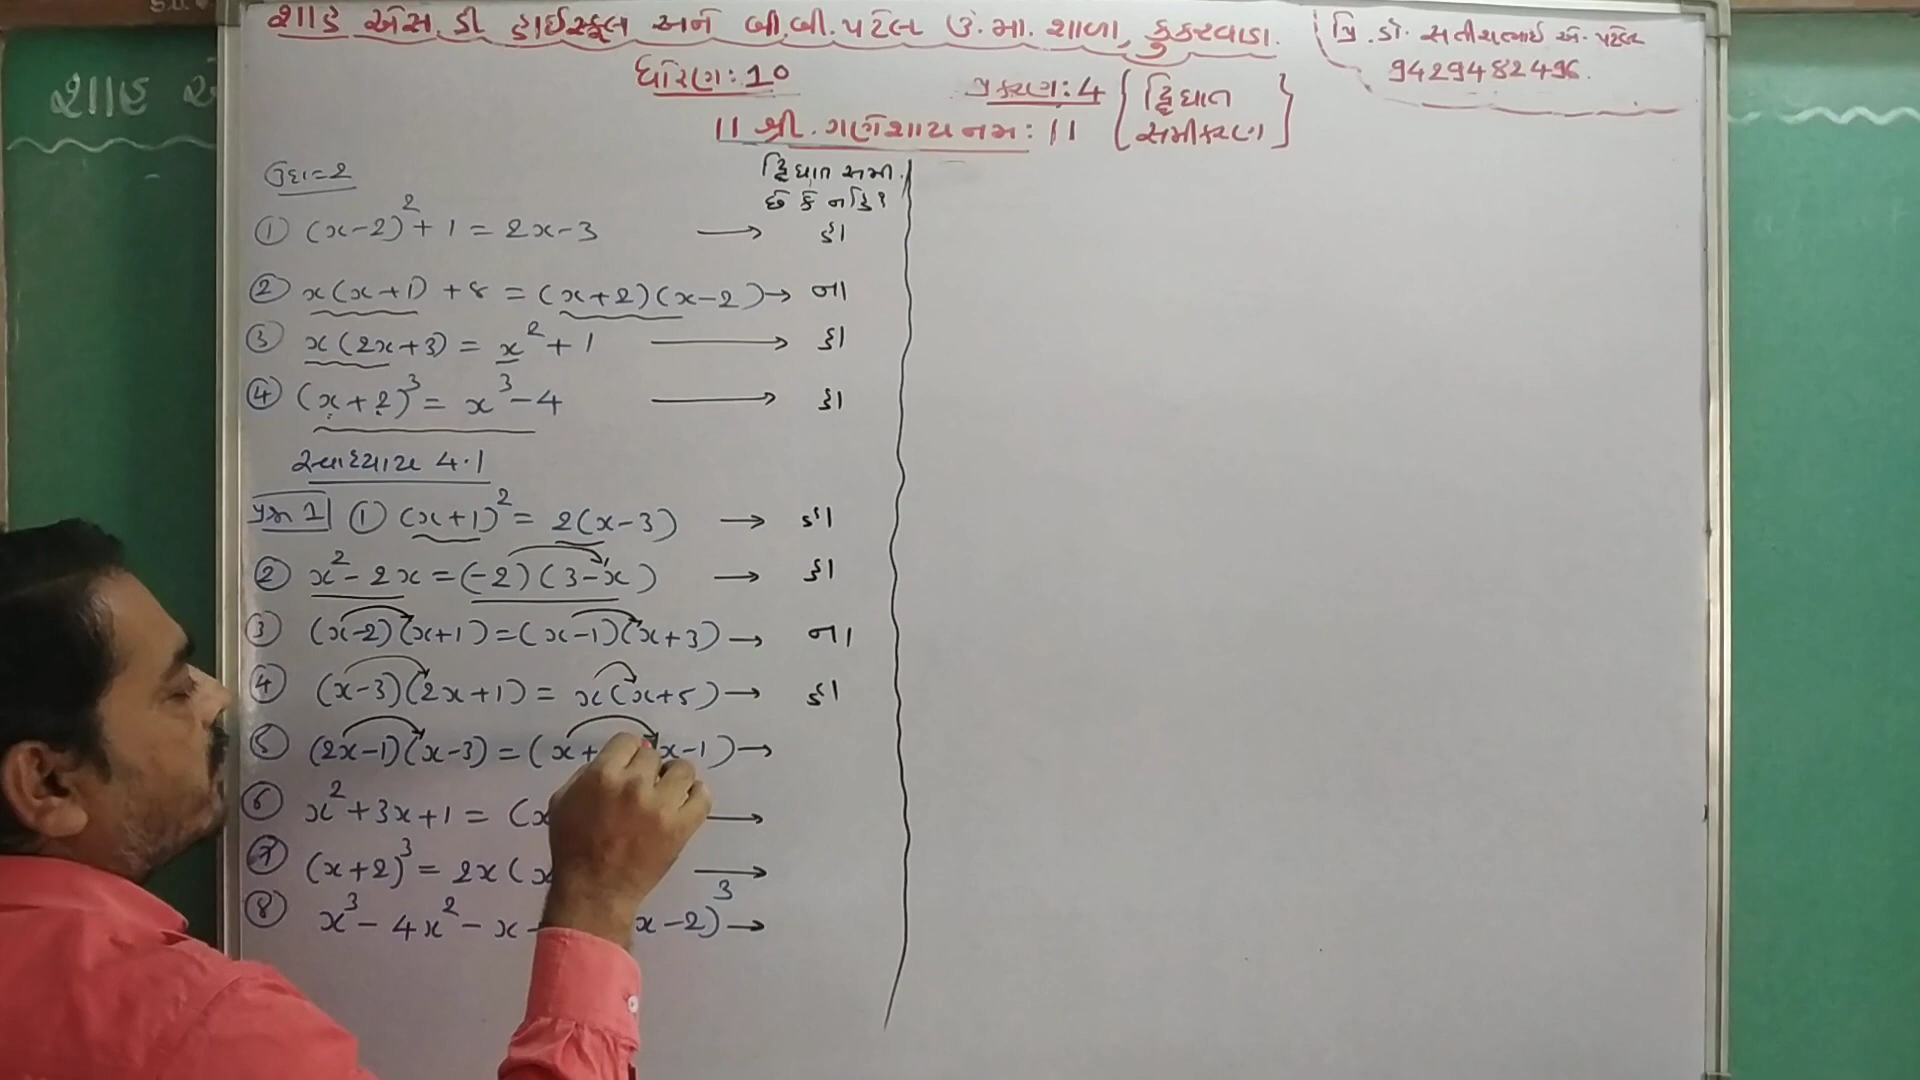 શાહ એસ. ડી હાઈસ્કૂલ અને બી.બી.પટેલ ઉ.મા. શાળા, કુકરવાડા.
પ્રિ. ડો. સતીષભાઈ એ. પટેલ
9429482496.
ધોરણ: 10
પ્રકરણ: 4 { દ્વિઘાત સમીકરણ }
|| શ્રી. ગણેશાય નમ: ||
શાહ
ઉદા=2
દ્વિઘાત સમી.
છે કે નહિ?
① (x-2)² + 1 = 2x-3 → હા
② x(x+1) + 8 = (x+2)(x-2) → ના
③ x(2x+3) = x² + 1 → હા
④ (x+2)³ = x³ - 4 → હા
સ્વાધ્યાય 4.1
પ્રશ્ન 1 ① (x+1)² = 2(x-3) → હા
② x² - 2x = (-2)(3-x) → હા
③ (x-2)(x+1) = (x-1)(x+3) → ના
④ (x-3)(2x+1) = x(x+5) → હા
⑤ (2x-1)(x-3) = (x+ x-1) →
⑥ x² + 3x + 1 = (x →
⑦ (x+2)³ = 2x(x →
⑧ x³ - 4x² - x - x-2)³ →